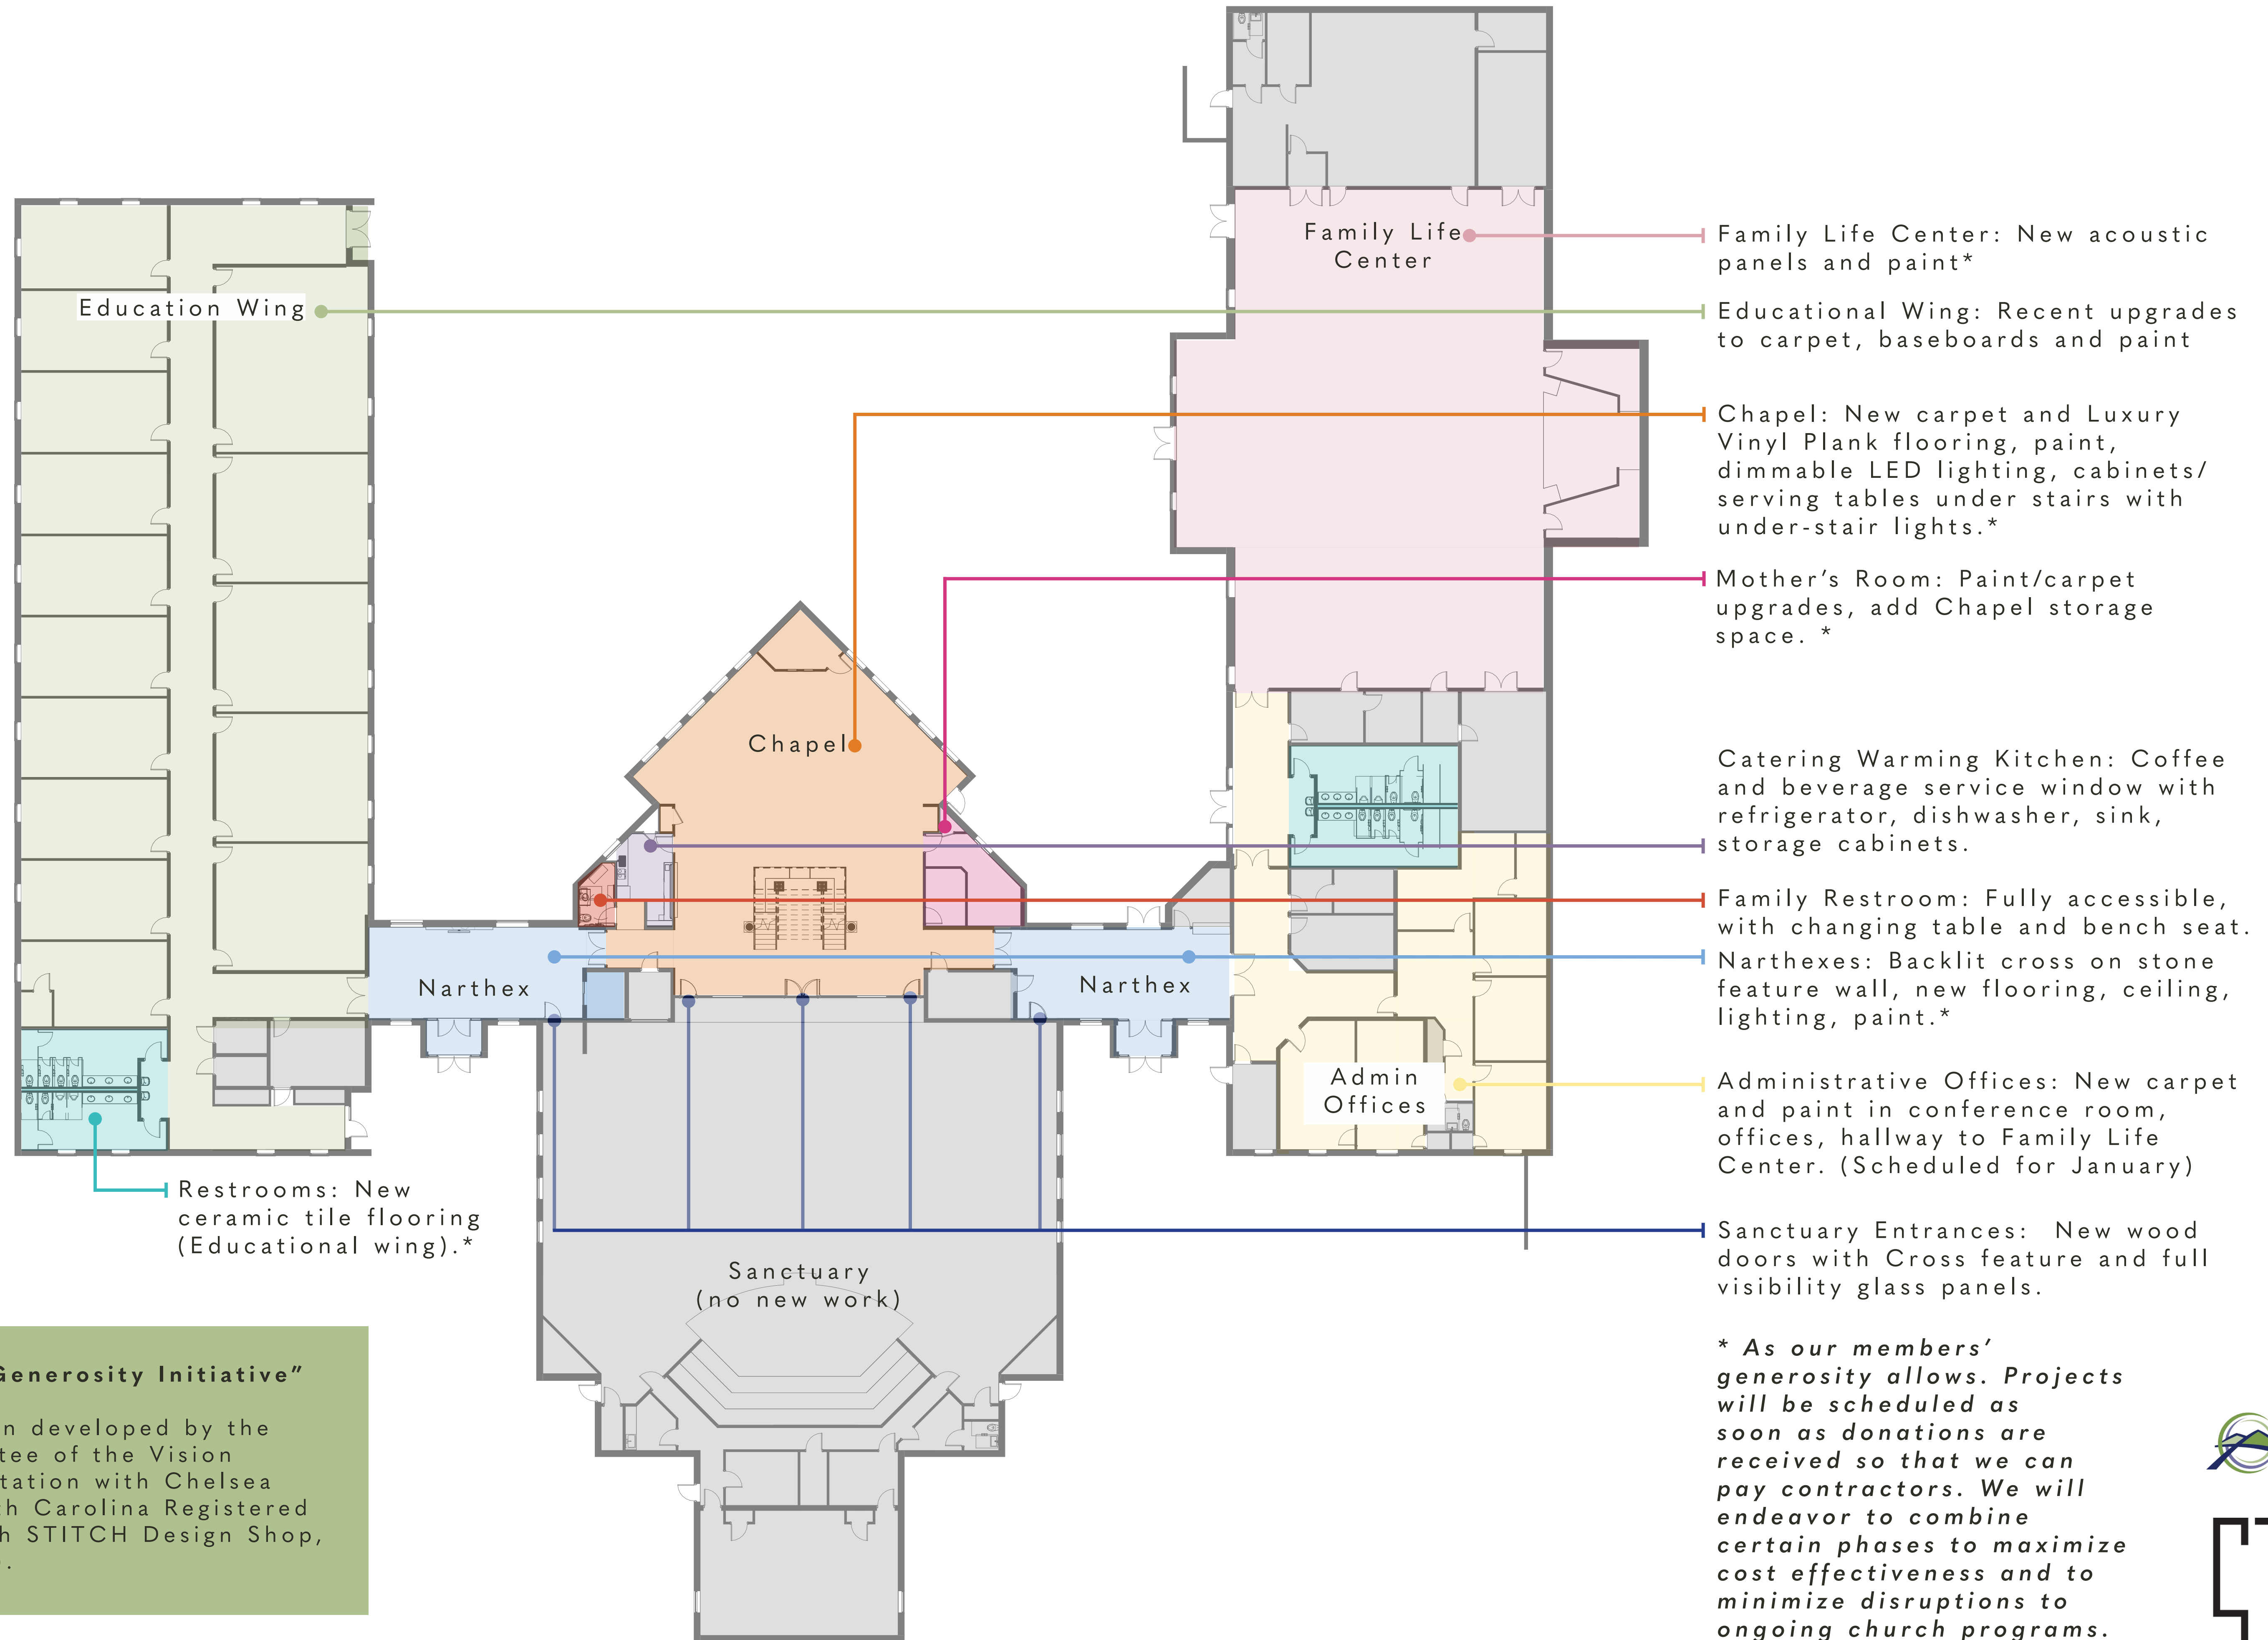 Family Life
Center
Family Life Center: New acoustic
panels and paint*
Education Wing
Educational Wing: Recent upgrades
to carpet, baseboards and paint
Chapel: New carpet and Luxury
Vinyl Plank flooring, paint,
dimmable LED lighting, cabinets/
serving tables under stairs with
under-stair lights.*
Mother's Room: Paint/carpet
upgrades, add Chapel storage
space. *
Chapel
Catering Warming Kitchen: Coffee
and beverage service window with
refrigerator, dishwasher, sink,
storage cabinets.
Family Restroom: Fully accessible,
with changing table and bench seat.
Narthex
Narthex
Narthexes: Backlit cross on stone
feature wall, new flooring, ceiling,
lighting, paint.*
Admin
Offices
Administrative Offices: New carpet
and paint in conference room,
offices, hallway to Family Life
Center. (Scheduled for January)
Restrooms: New
ceramic tile flooring
(Educational wing).*
Sanctuary Entrances: New wood
doors with Cross feature and full
visibility glass panels.
Sanctuary
(no new work)
Generosity Initiative"
n developed by the
tee of the Vision
tation with Chelsea
th Carolina Registered
h STITCH Design Shop,
.
* As our members'
generosity allows. Projects
will be scheduled as
soon as donations are
received so that we can
pay contractors. We will
endeavor to combine
certain phases to maximize
cost effectiveness and to
minimize disruptions to
ongoing church programs.